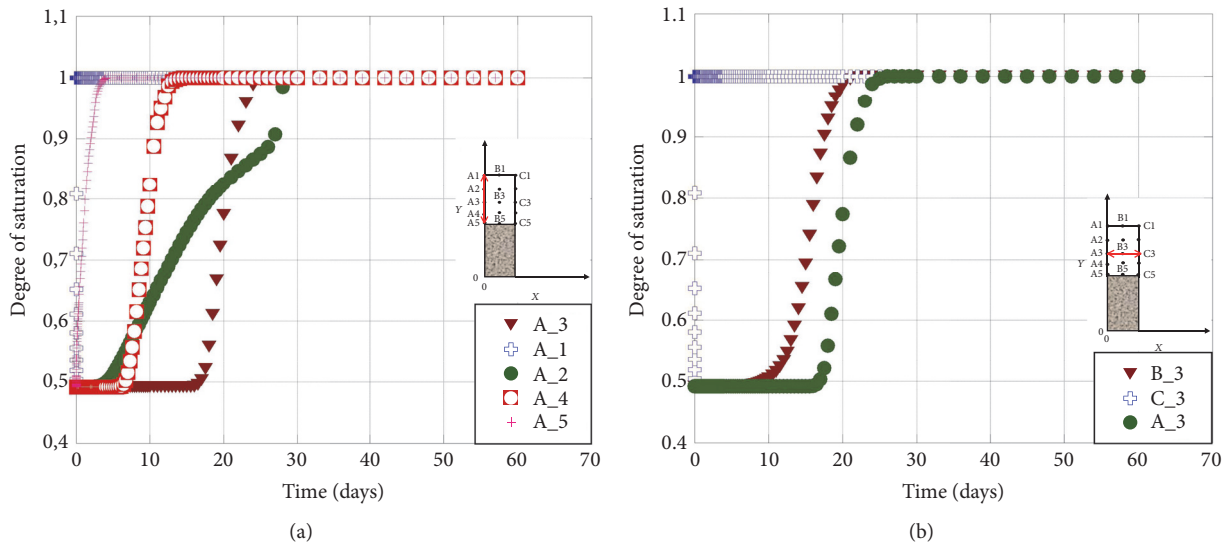 1,1
1
0,9
0,8
0,7
0,6
0,5
0,4
Degree of saturation
0 10 20 30 40 50 60 70
Time (days)
A1 B1 C1
A2
A3 B3 C3
Y A4
A5 B5 C5
0
0 X
A_3
A_1
A_2
A_4
A_5
(a)
1.1
1
0,9
0,8
0,7
0,6
0,5
0.4
Degree of saturation
0 10 20 30 40 50 60 70
Time (days)
A1 B1 C1
A2
A3 B3 C3
Y A4
A5 B5 C5
0
0 X
B_3
C_3
A_3
(b)